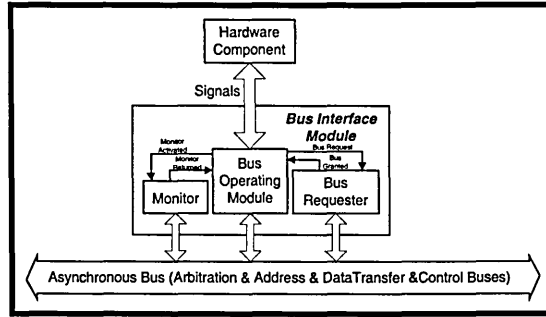 Hardware
Component
Signals
Bus Interface
Module
Monitor
Activated
Monitor
Returned
Bus Request
Bus
Granted
Bus
Operating
Module
Monitor
Bus
Requester
Asynchronous Bus (Arbitration & Address & DataTransfer &Control Buses)